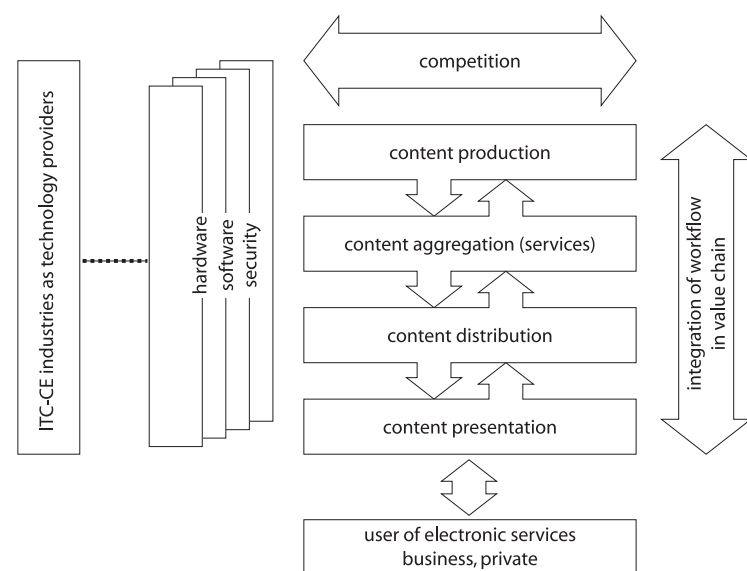 ITC-CE industries as technology providers
hardware
software
security
competition
content production
content aggregation (services)
content distribution
content presentation
user of electronic services
business, private
integration of workflow
in value chain